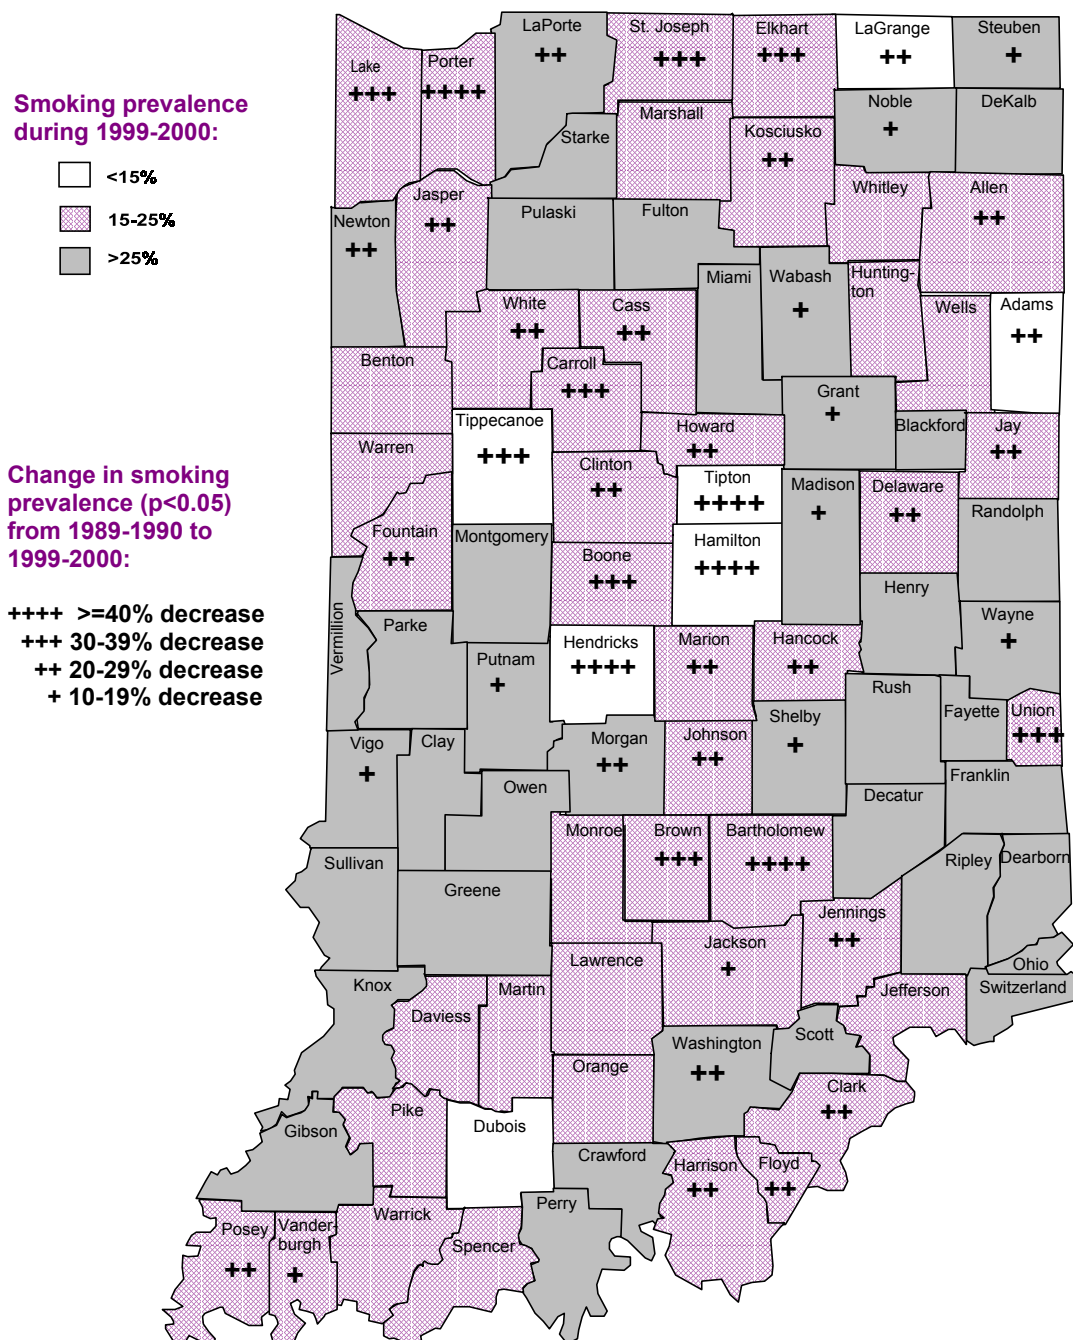 Smoking prevalence
during 1999-2000:
<15%
15-25%
>25%
Change in smoking
prevalence (p<0.05)
from 1989-1990 to
1999-2000:
++++ >=40% decrease
+++ 30-39% decrease
++ 20-29% decrease
+ 10-19% decrease
Lake
+++
Porter
++++
LaPorte
++
St. Joseph
+++
Elkhart
+++
LaGrange
++
Steuben
+
Noble
+
DeKalb
Starke
Marshall
Kosciusko
++
Whitley
Allen
++
Newton
++
Jasper
++
Pulaski
Fulton
Miami
Wabash
+
Hunting-
ton
Wells
Adams
++
White
++
Cass
++
Benton
Carroll
+++
Grant
+
Blackford
Jay
++
Warren
Tippecanoe
+++
Howard
++
Clinton
++
Tipton
++++
Madison
+
Delaware
++
Randolph
Fountain
++
Montgomery
Boone
+++
Hamilton
++++
Henry
Wayne
+
Vermillion
Parke
Putnam
+
Hendricks
++++
Marion
++
Hancock
++
Rush
Fayette
Union
+++
Vigo
+
Clay
Owen
Morgan
++
Johnson
++
Shelby
+
Decatur
Franklin
Sullivan
Greene
Monroe
Brown
+++
Bartholomew
++++
Ripley
Dearborn
Jennings
++
Jackson
+
Lawrence
Ohio
Switzerland
Jefferson
Knox
Daviess
Martin
Orange
Washington
++
Scott
Clark
++
Gibson
Pike
Dubois
Crawford
Harrison
++
Floyd
++
Perry
Posey
++
Vander-
burgh
+
Warrick
Spencer